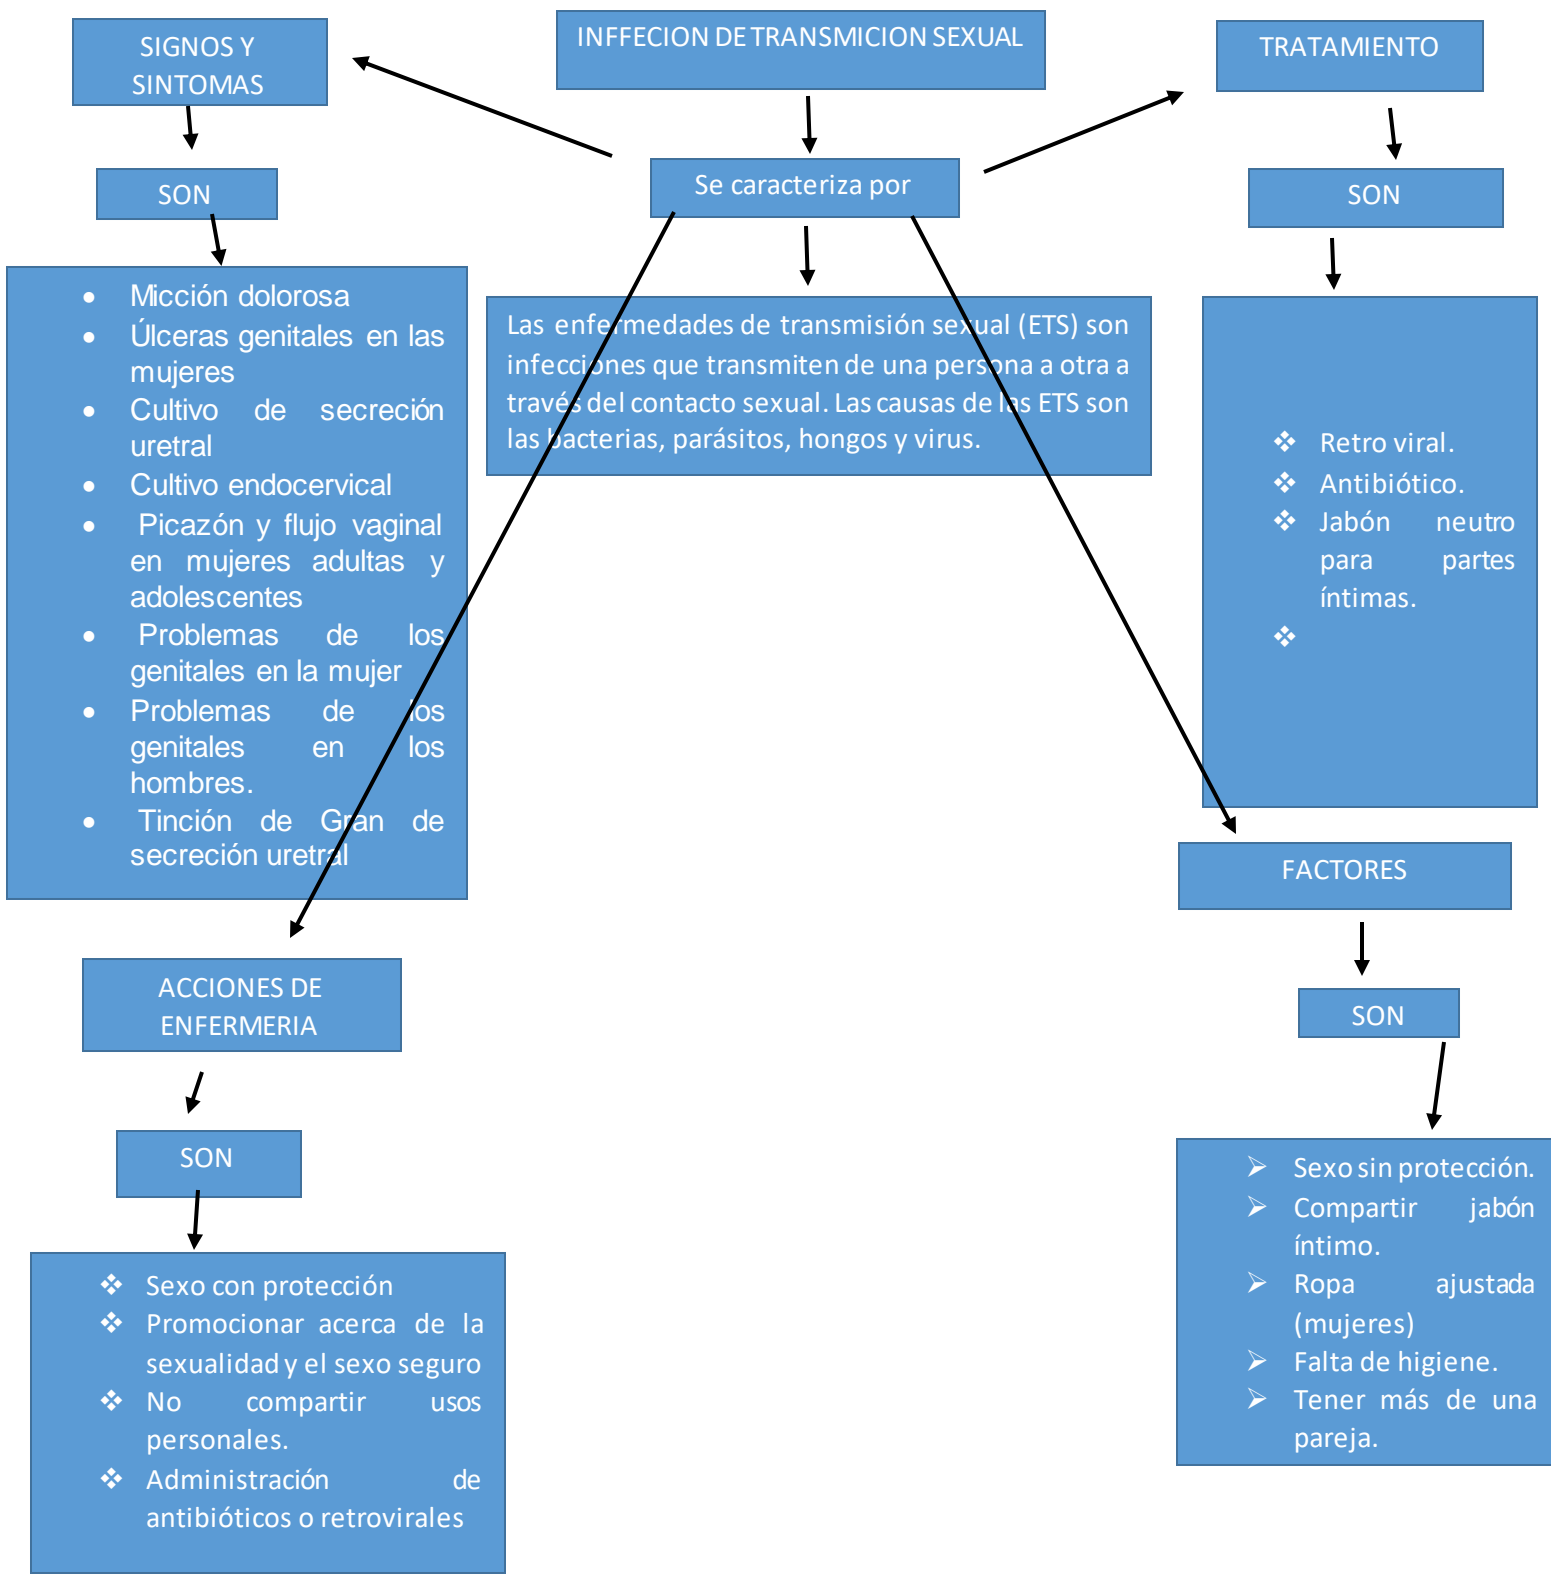 INFFECION DE TRANSMICION SEXUAL
Se caracteriza por
Las enfermedades de transmisión sexual (ETS) son
infecciones que transmiten de una persona a otra a
través del contacto sexual. Las causas de las ETS son
las bacterias, parásitos, hongos y virus.
SIGNOS Y
SINTOMAS
SON
• Micción dolorosa
• Úlceras genitales en las
mujeres
• Cultivo de secreción
uretral
• Cultivo endocervical
• Picazón y flujo vaginal
en mujeres adultas y
adolescentes
• Problemas de los
genitales en la mujer
• Problemas de los
genitales en los
hombres.
• Tinción de Gran de
secreción uretral
TRATAMIENTO
SON
❖ Retro viral.
❖ Antibiótico.
❖ Jabón neutro
para partes
íntimas.
❖
ACCIONES DE
ENFERMERIA
SON
❖ Sexo con protección
❖ Promocionar acerca de la
sexualidad y el sexo seguro
❖ No compartir usos
personales.
❖ Administración de
antibióticos o retrovirales
FACTORES
SON
➢ Sexo sin protección.
➢ Compartir jabón
íntimo.
➢ Ropa ajustada
(mujeres)
➢ Falta de higiene.
➢ Tener más de una
pareja.